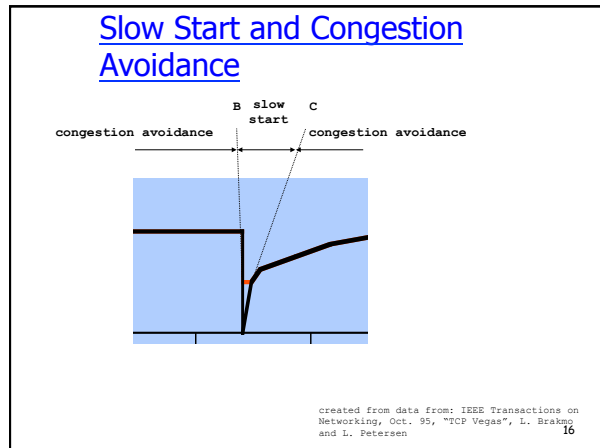 Slow Start and Congestion
Avoidance
B slow C
start
congestion avoidance congestion avoidance
created from data from: IEEE Transactions on
Networking, Oct. 95, “TCP Vegas”, L. Brakmo
and L. Petersen
16